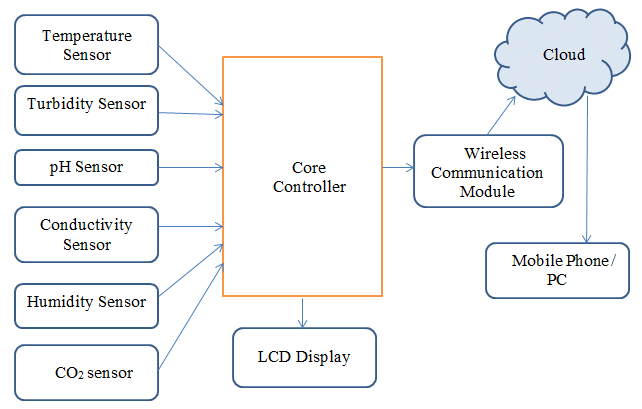 Temperature
Sensor
Turbidity Sensor
pH Sensor
Conductivity
Sensor
Humidity Sensor
CO₂ sensor
Core
Controller
LCD Display
Wireless
Communication
Module
Cloud
Mobile Phone /
PC